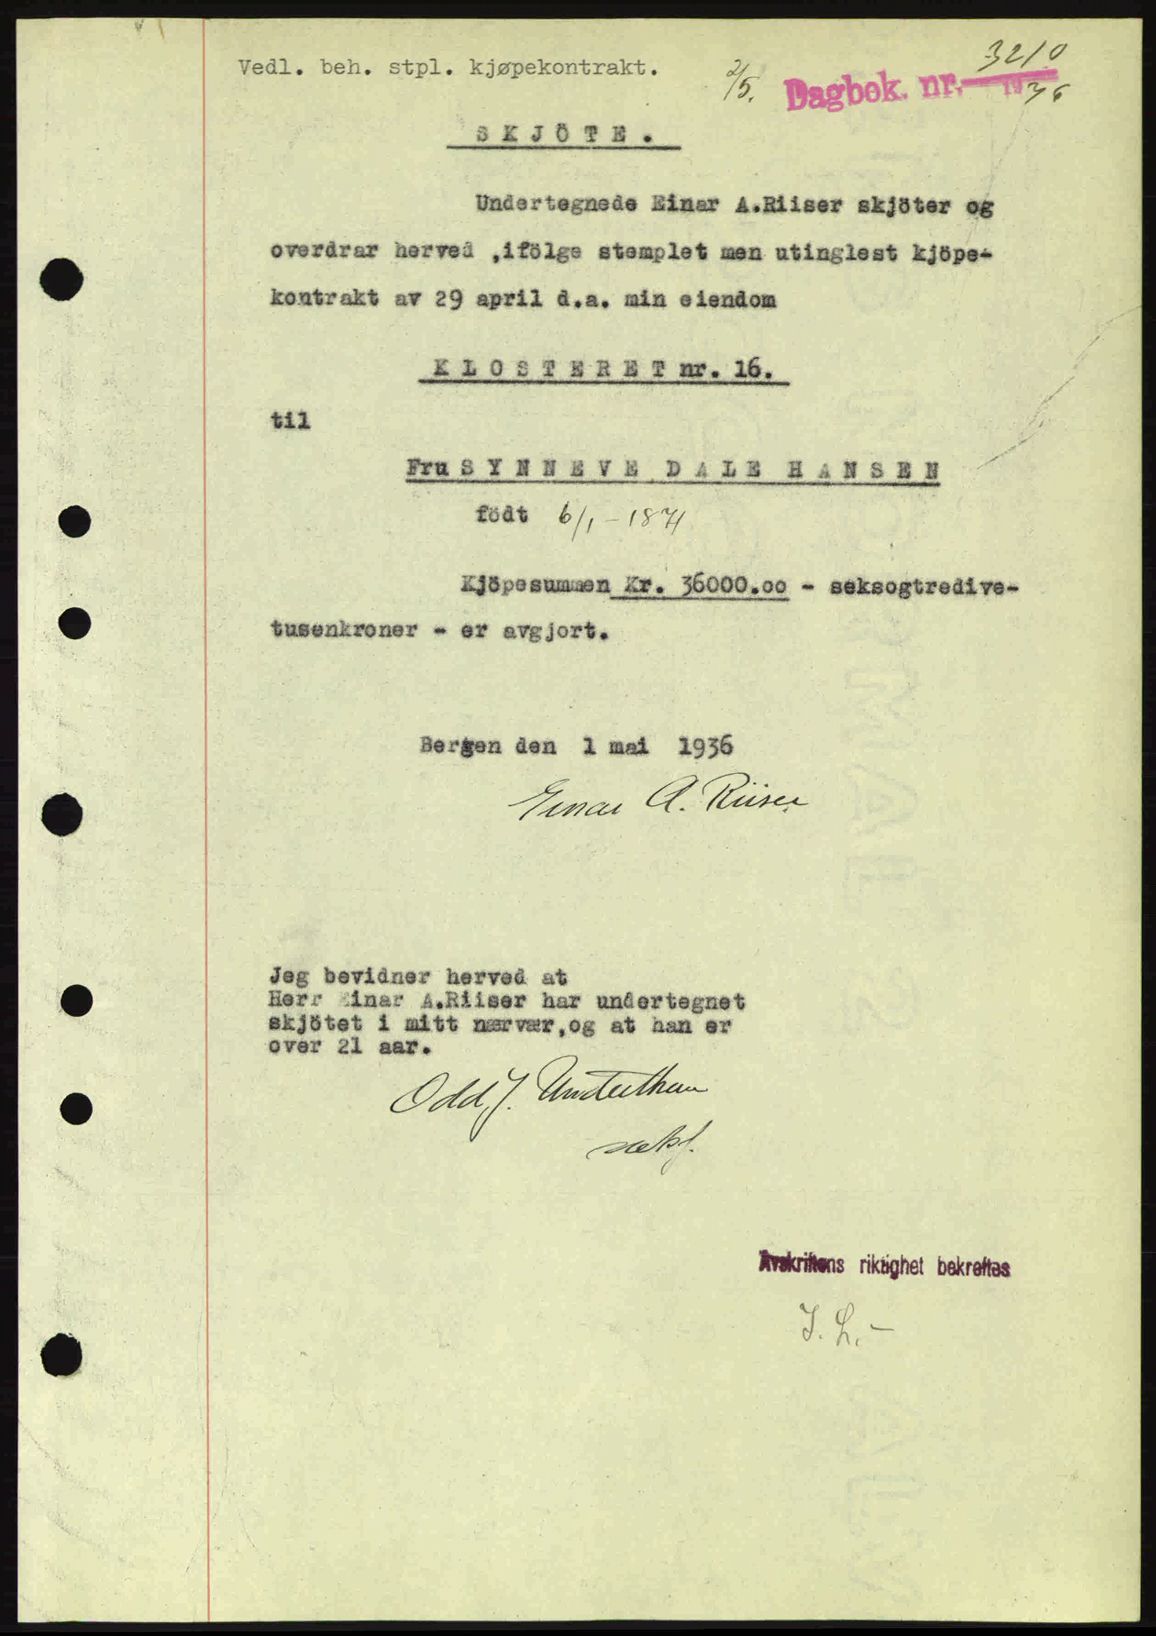 Vedl. beh. stpl. kjøpekontrakt.
2/5. Dagbok. nr. 3210 1936
SKJÖTE.
Undertegnede Einar A.Riiser skjöter og
overdrar herved ,ifölge stemplet men utinglest kjöpe-
kontrakt av 29 april d.a. min eiendom
KLOSTERET nr. 16.
til
Fru SYNNEVE DALE HANSEN
födt 6/1-1871
Kjöpesummen Kr. 36000.oo - seksogtredive-
tusenkroner - er avgjort.
Bergen den 1 mai 1936
Einar A. Riiser
Jeg bevidner herved at
Herr Einar A.Riiser har undertegnet
skjötet i mitt nærvær,og at han er
over 21 aar.
Odd J.
sakf.
Avskriftens riktighet bekreftes